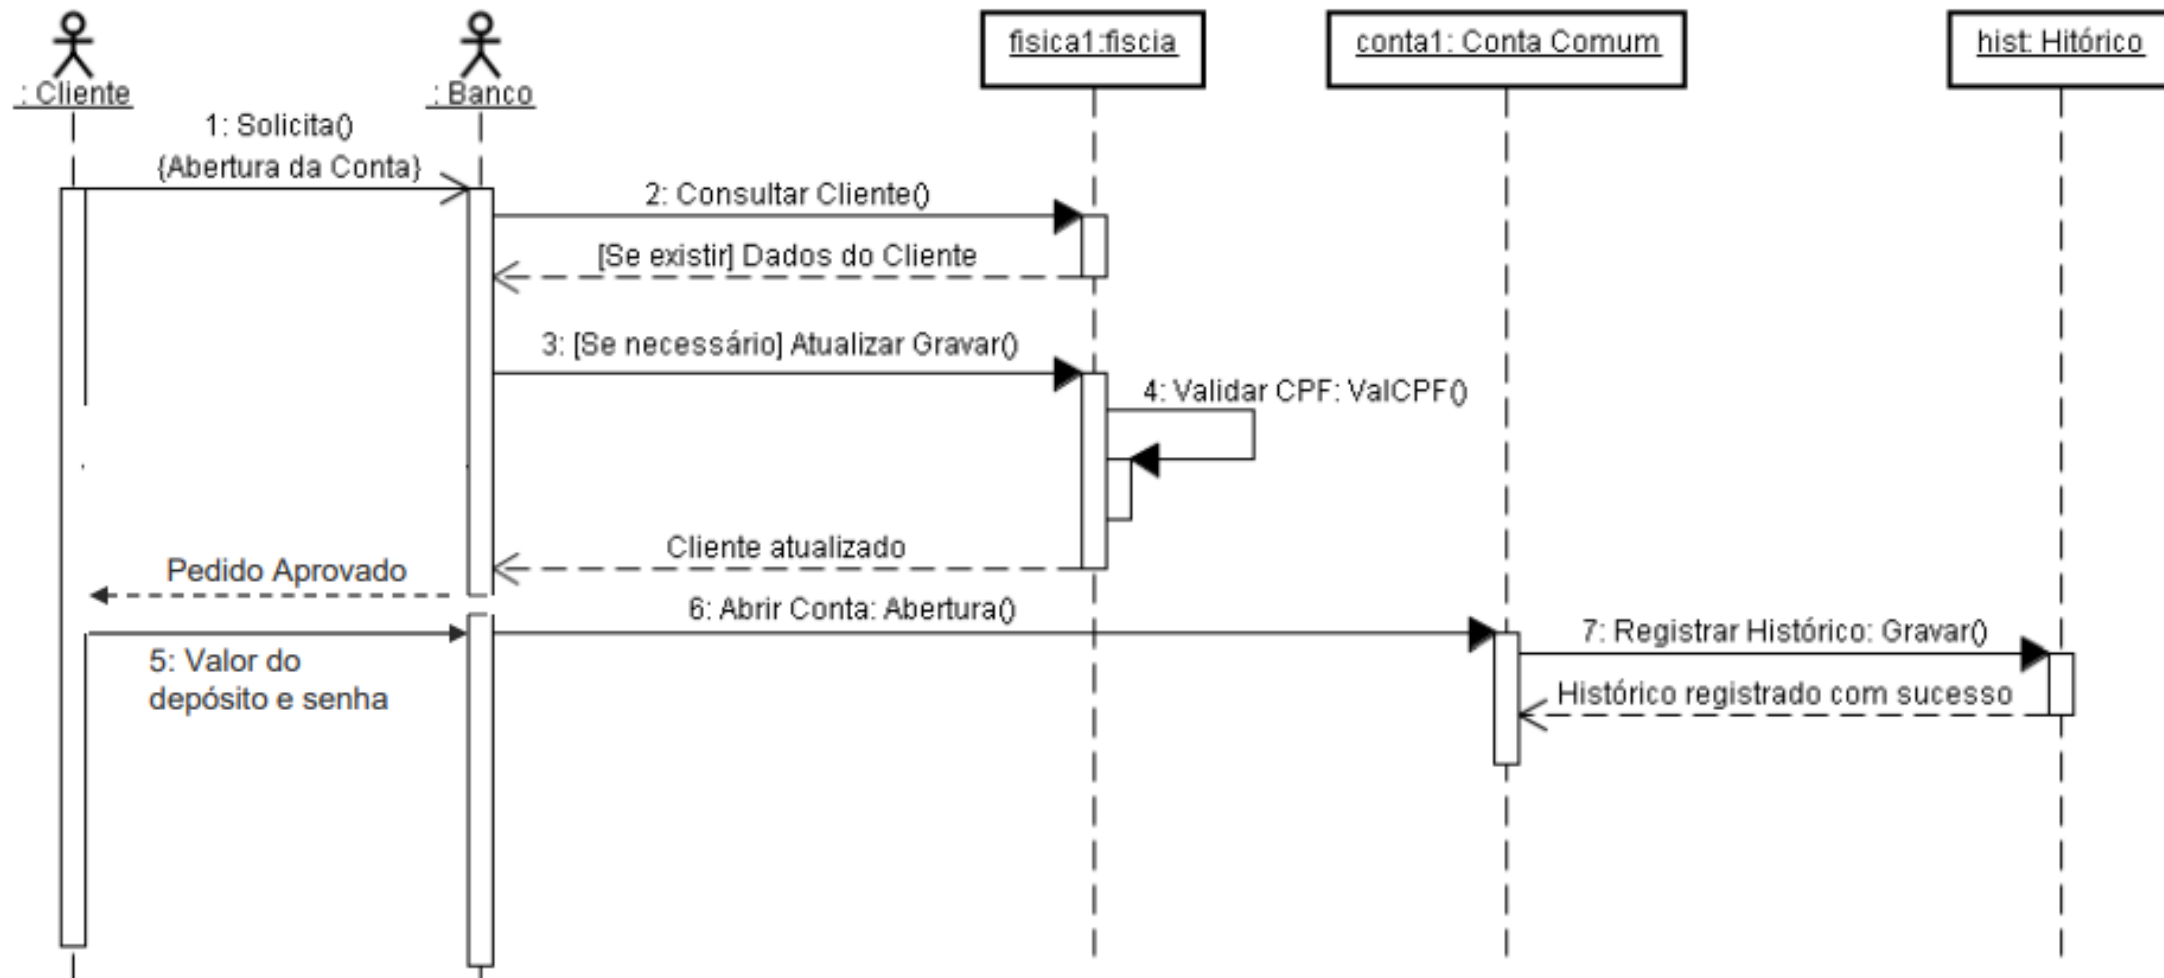 : Cliente
: Banco
fisica1:fiscia
conta1: Conta Comum
hist: Hitórico
1: Solicita()
{Abertura da Conta}
2: Consultar Cliente()
[Se existir] Dados do Cliente
3: [Se necessário] Atualizar Gravar()
4: Validar CPF: ValCPF()
Cliente atualizado
Pedido Aprovado
6: Abrir Conta: Abertura()
7: Registrar Histórico: Gravar()
5: Valor do
depósito e senha
Histórico registrado com sucesso